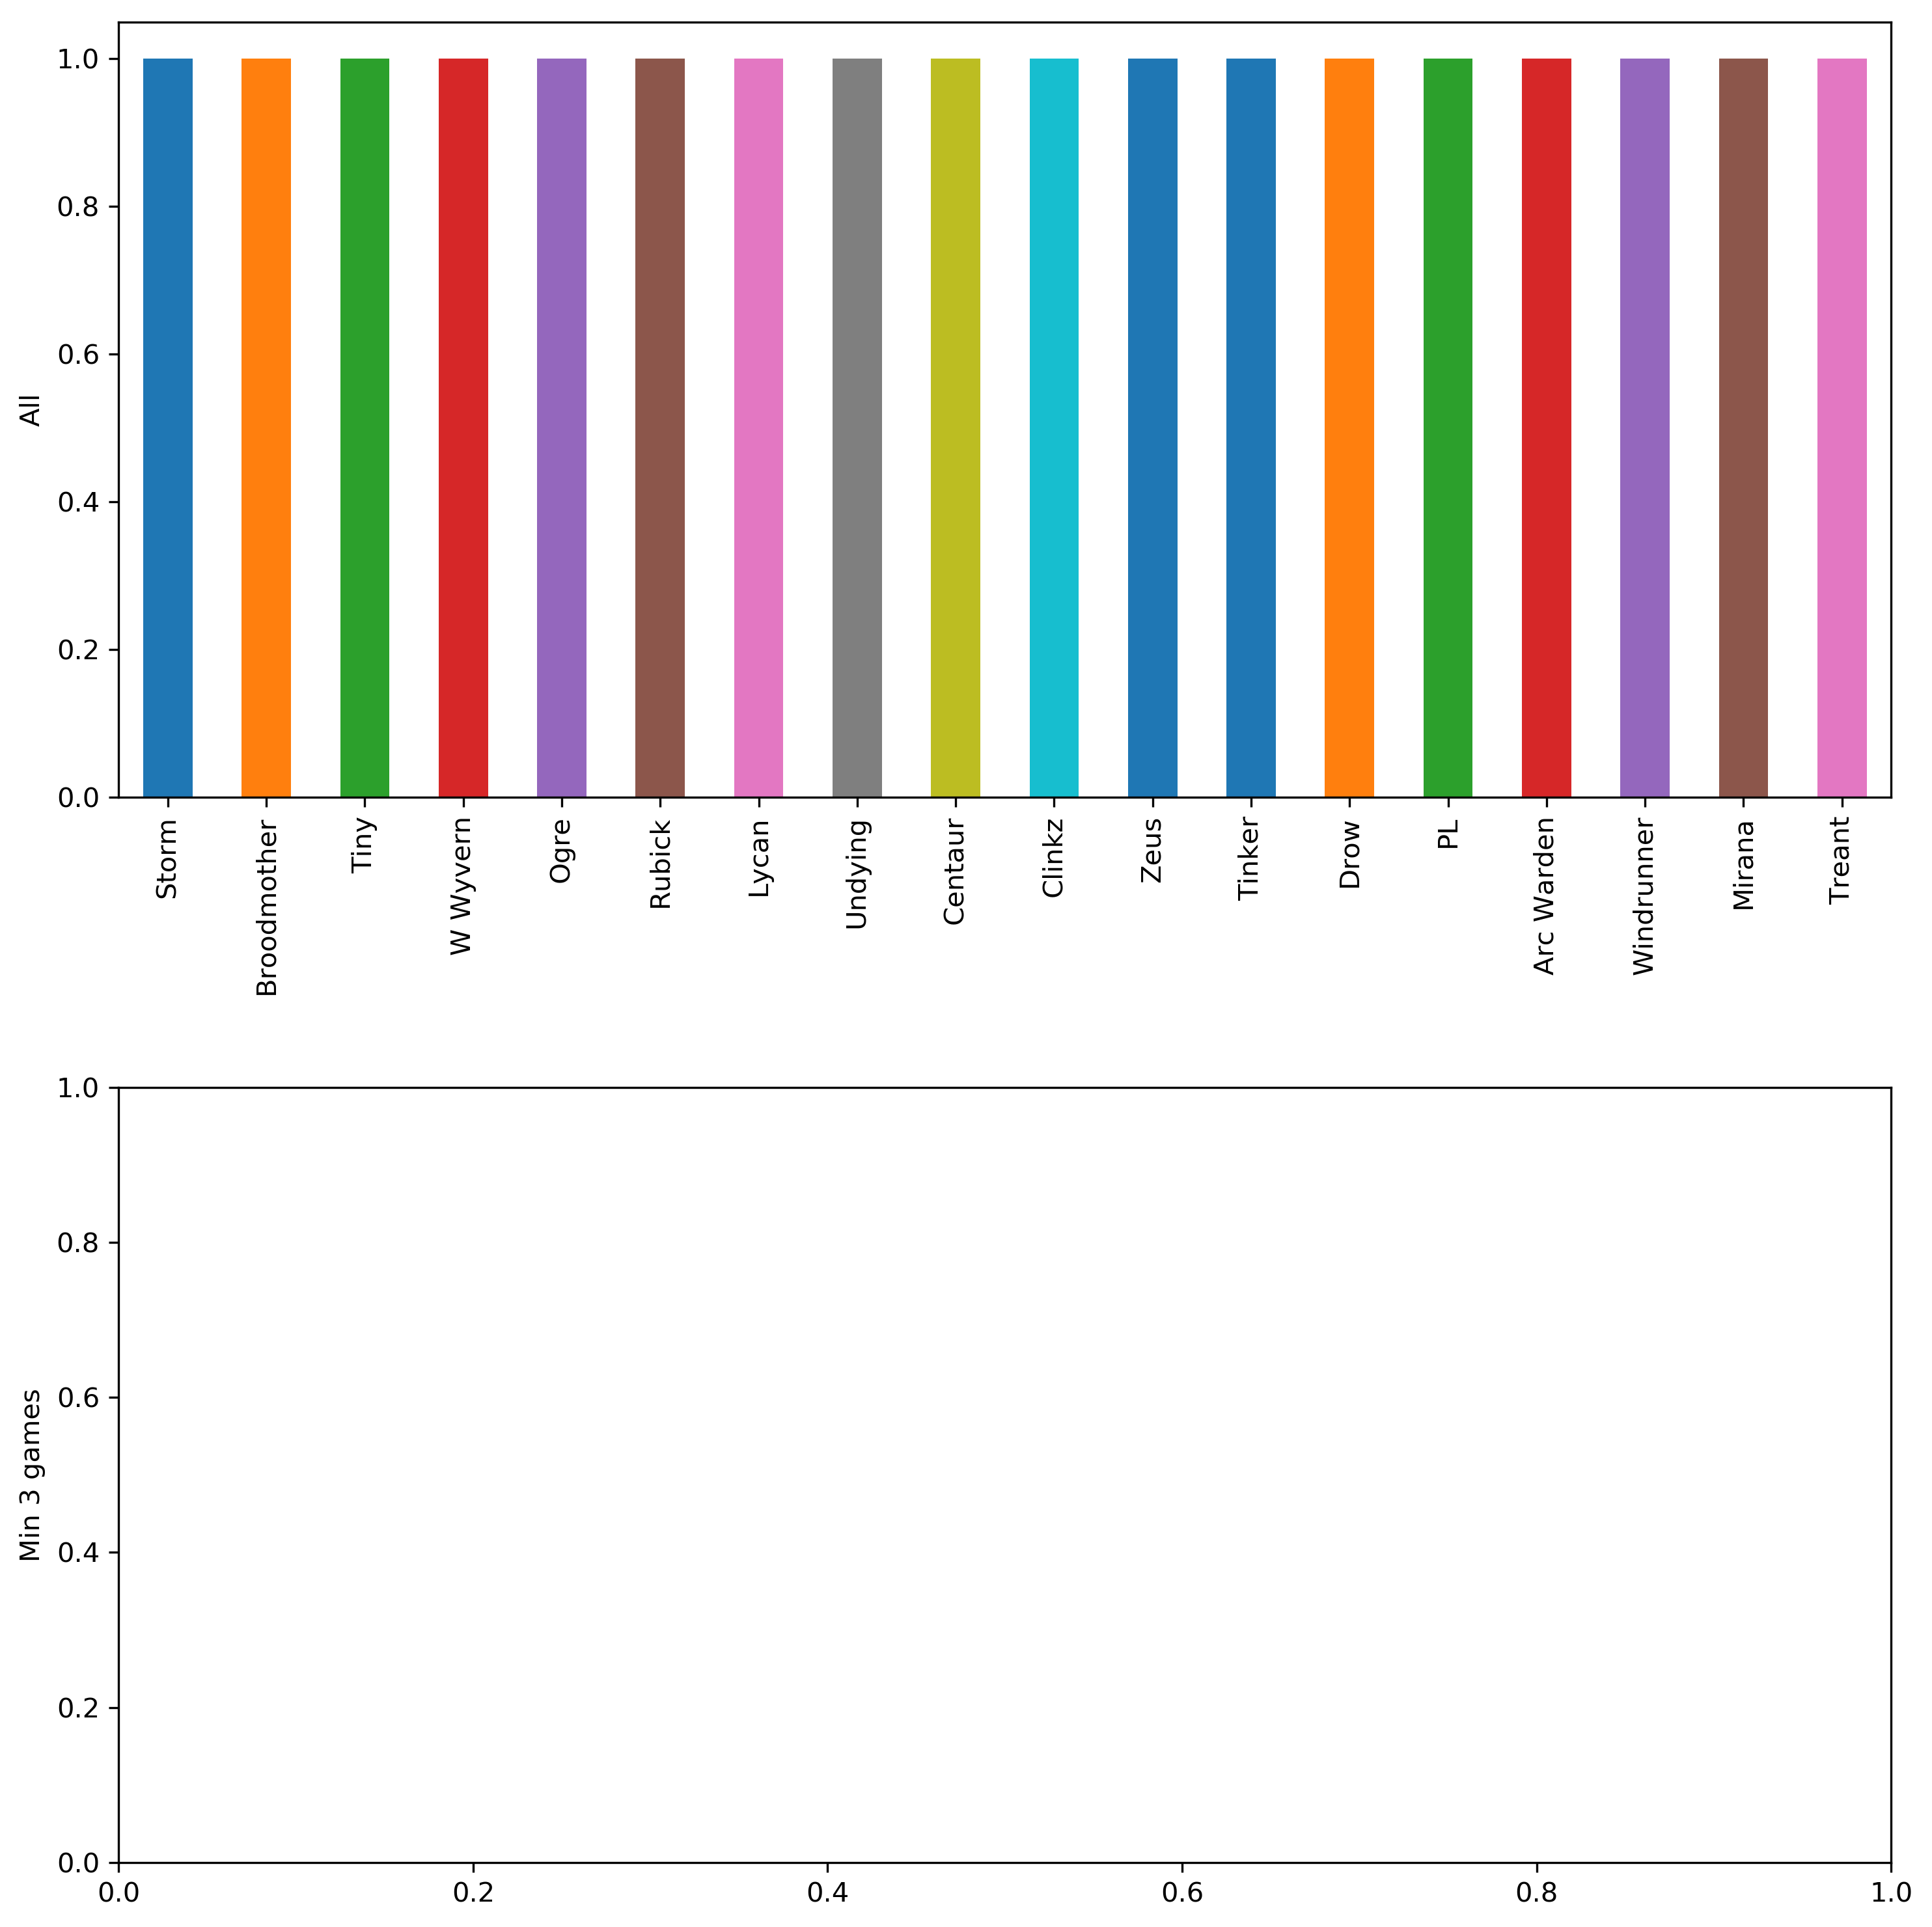 1.0
0.8
0.6
0.4
0.2
0.0
All
Storm
Broodmother
Tiny
W Wyvern
Ogre
Rubick
Lycan
Undying
Centaur
Clinkz
Zeus
Tinker
Drow
PL
Arc Warden
Windrunner
Mirana
Treant
1.0
0.8
0.6
0.4
0.2
0.0
Min 3 games
0.0 0.2 0.4 0.6 0.8 1.0